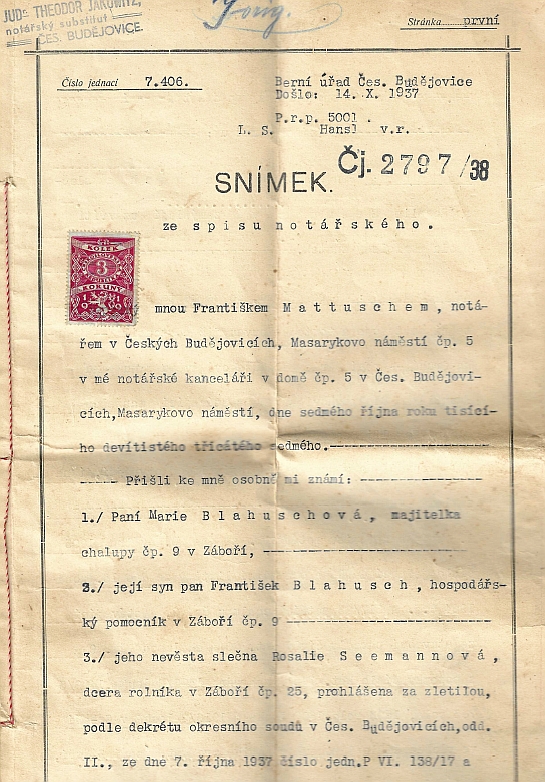 JUDr THEODOR JAKOWITZ,
notářský substitut
ČES. BUDĚJOVICE.
Stránka první
Číslo jednací 7.406.
Berní úřad Čes. Budějovice
Došlo: 14. X. 1937
P.r.p. 5001 .
L. S. Hansl v.r.
Čj. 2797/38
SNÍMEK.
ze spisu notářského.
KOLEK
3
KORUNY
mnou Františkem Mattuschem, notá-
řem v Českých Budějovicích, Masarykovo náměstí čp. 5
v mé notářské kanceláři v domě čp. 5 v Čes. Budějovi-
cích,Masarykovo náměstí, dne sedmého října roku tisící-
ho devítistého třicátého sedmého.---
----- Přišli ke mně osobně mi známí: ---
1./ Paní Marie Blahuschová, majitelka
chalupy čp. 9 v Záboří, ---
2./ její syn pan František Blahusch, hospodářs-
ký pomocník v Záboří čp. 9 ---
3./ jeho nevěsta slečna Rosalie Seemannová,
dcera rolníka v Záboří čp. 25, prohlášena za zletilou,
podle dekrétu okresního soudu v Čes. Budějovicích,odd.
II., ze dne 7. října 1937 číslo jedn.P VI. 138/17 a